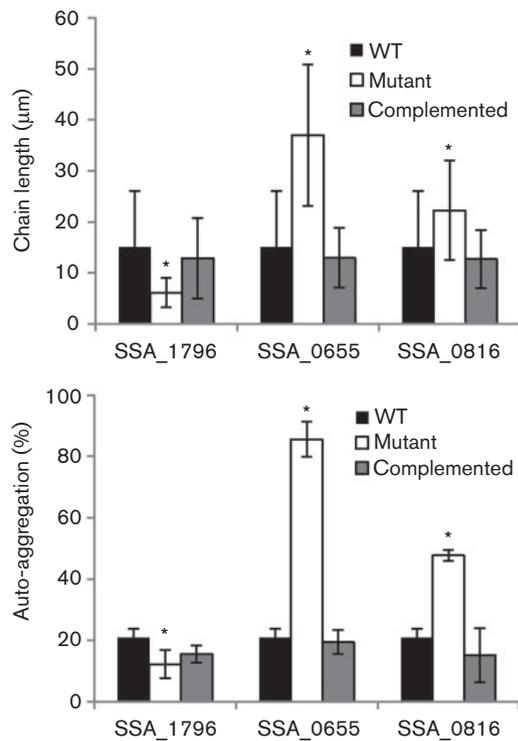 60
50
40
30
20
10
0
Chain length (µm)
WT
Mutant
Complemented
*
*
*
SSA_1796 SSA_0655 SSA_0816
100
80
60
40
20
0
Auto-aggregation (%)
WT
Mutant
Complemented
*
*
*
SSA_1796 SSA_0655 SSA_0816